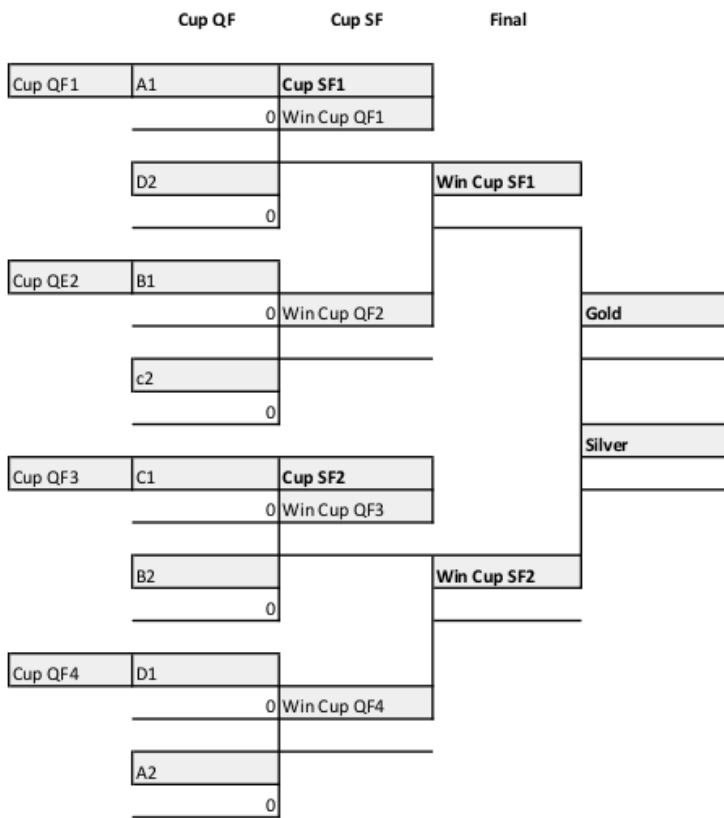 Cup QF Cup SF Final
Cup QF1 A1 Cup SF1
0 Win Cup QF1
D2 Win Cup SF1
0
Cup QE2 B1
0 Win Cup QF2 Gold
c2
0
Silver
Cup QF3 C1 Cup SF2
0 Win Cup QF3
B2 Win Cup SF2
0
Cup QF4 D1
0 Win Cup QF4
A2
0